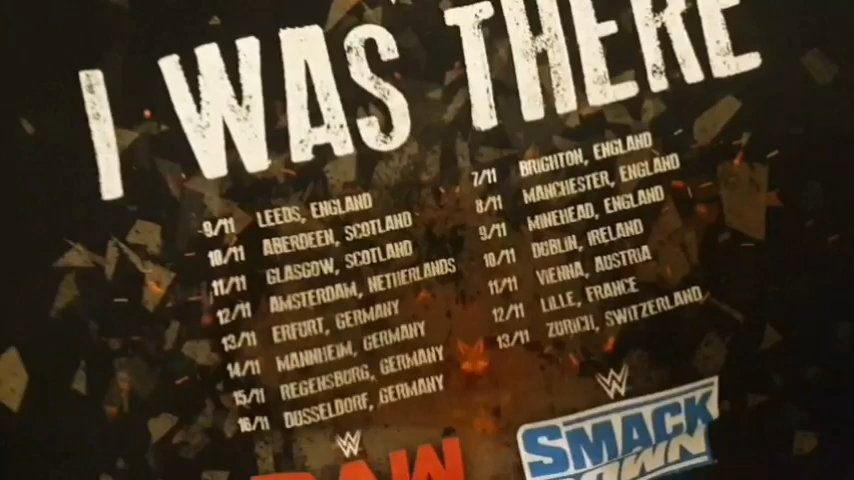 I WAS THERE
9/11 LEEDS, ENGLAND
10/11 ABERDEEN, SCOTLAND
11/11 GLASGOW, SCOTLAND
12/11 AMSTERDAM, NETHERLANDS
13/11 ERFURT, GERMANY
14/11 MANNHEIM, GERMANY
15/11 REGENSBURG, GERMANY
16/11 DUSSELDORF, GERMANY
W
RAW
7/11 BRIGHTON, ENGLAND
8/11 MANCHESTER, ENGLAND
9/11 MINEHEAD, ENGLAND
10/11 DUBLIN, IRELAND
11/11 VIENNA, AUSTRIA
12/11 LILLE, FRANCE
13/11 ZURICH, SWITZERLAND
W
SMACK
DOWN